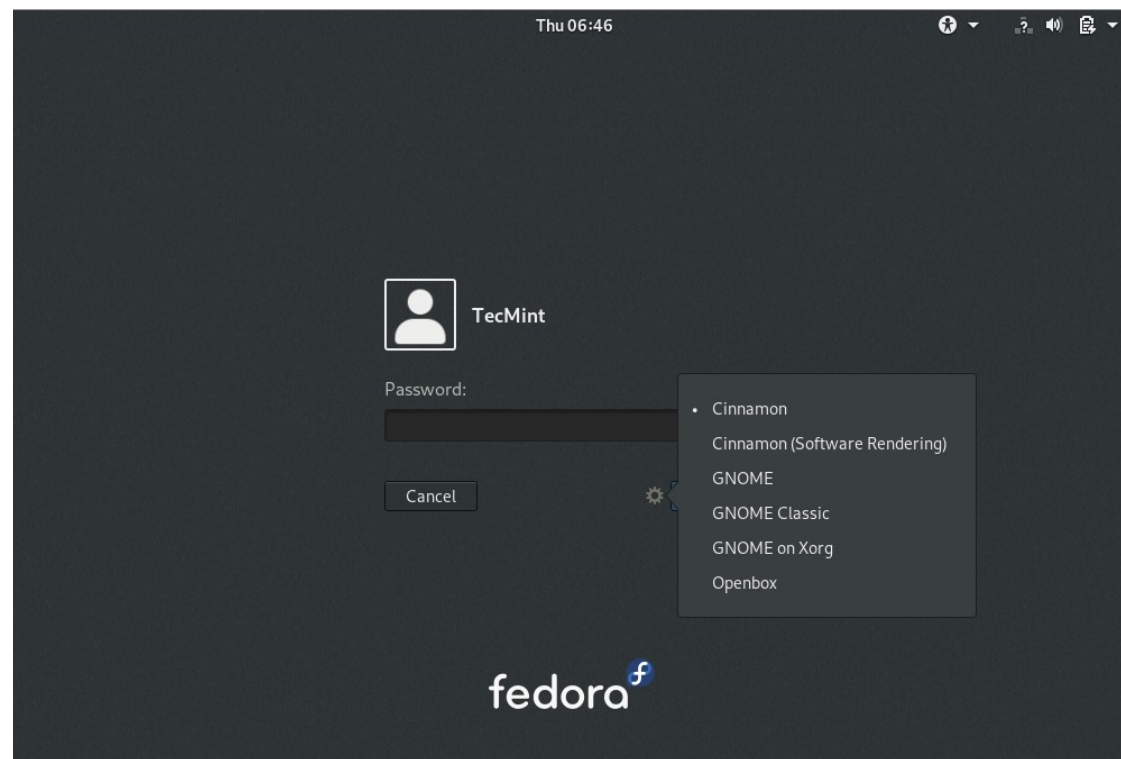 Thu 06:46
TecMint
Password:
Cinnamon
Cinnamon (Software Rendering)
GNOME
Cancel
GNOME Classic
GNOME on Xorg
Openbox
fedora